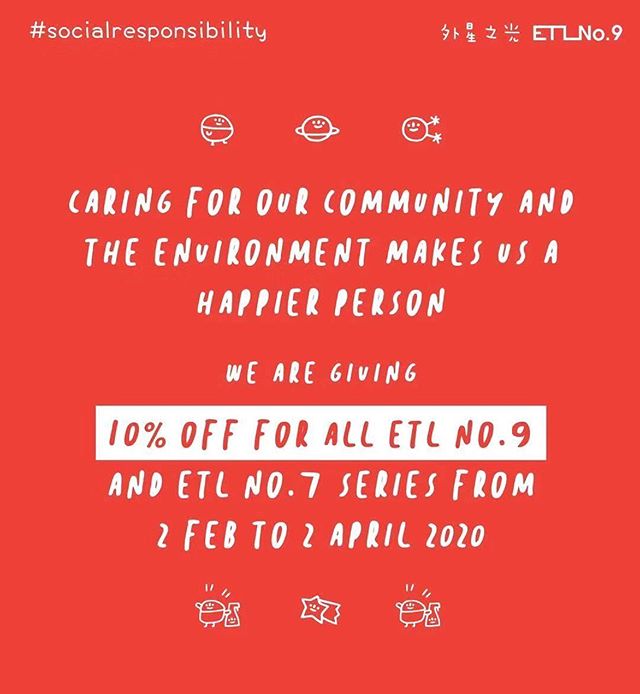 #socialresponsibility
外星之光 ETLNo.9
CARING FOR OUR COMMUNITY AND
THE ENVIRONMENT MAKES US A
HAPPIER PERSON
WE ARE GIVING
10% OFF FOR ALL ETL NO.9
AND ETL NO.7 SERIES FROM
2 FEB TO 2 APRIL 2020